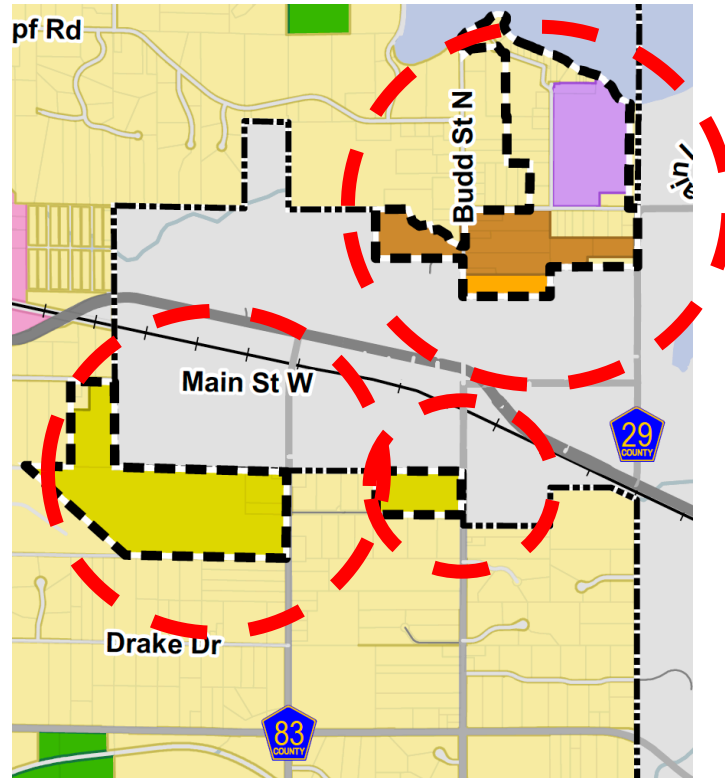 pf Rd
Budd St N
Main St W
29
COUNTY
Drake Dr
83
COUNTY